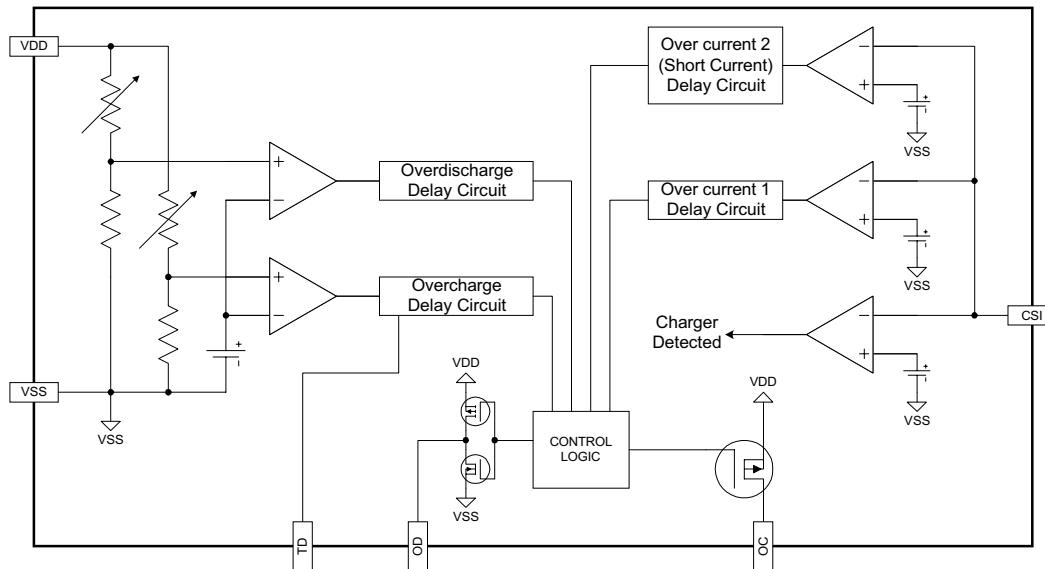 VDD
Over current 2
(Short Current)
Delay Circuit
−
+
+
-
VSS
+
−
Overdischarge
Delay Circuit
Over current 1
Delay Circuit
−
+
+
-
VSS
+
−
Overcharge
Delay Circuit
+
-
Charger
Detected
−
+
+
-
VSS
CSI
VSS
VSS
VDD
VDD
CONTROL
LOGIC
VSS
TD
OD
OC